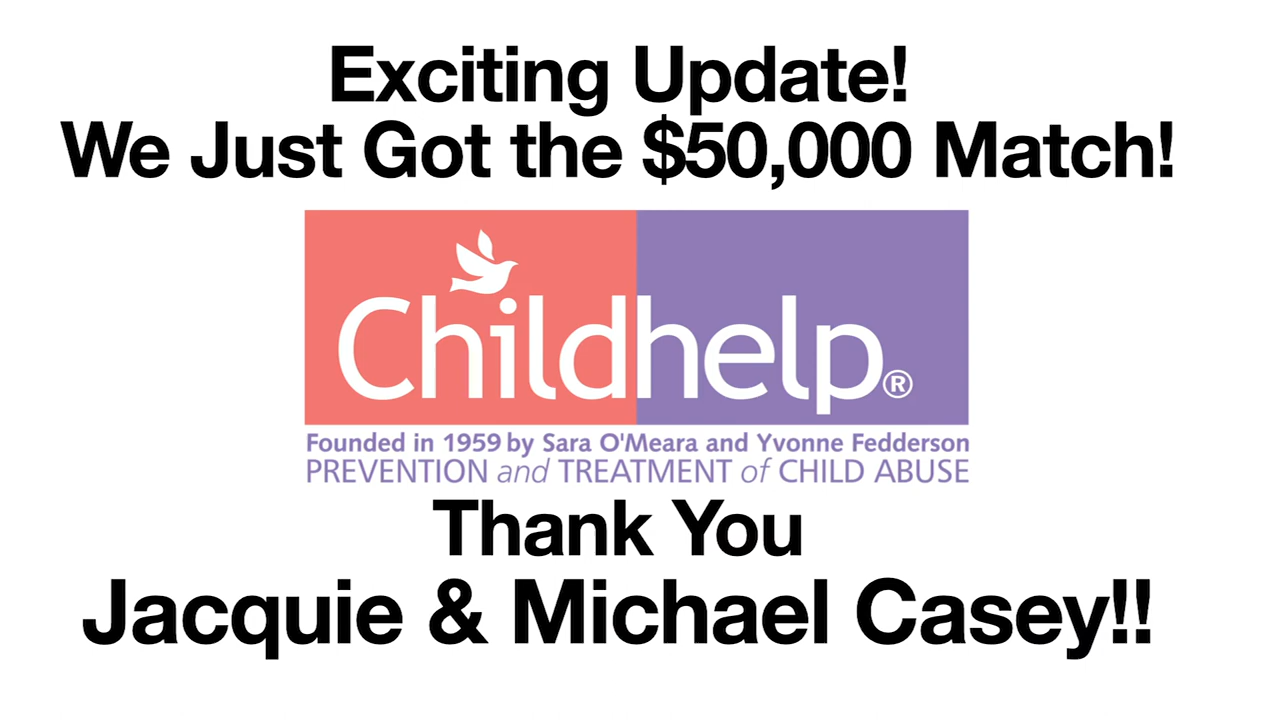 Exciting Update!
We Just Got the $50,000 Match!
Childhelp®
Founded in 1959 by Sara O'Meara and Yvonne Fedderson
PREVENTION and TREATMENT of CHILD ABUSE
Thank You
Jacquie & Michael Casey!!